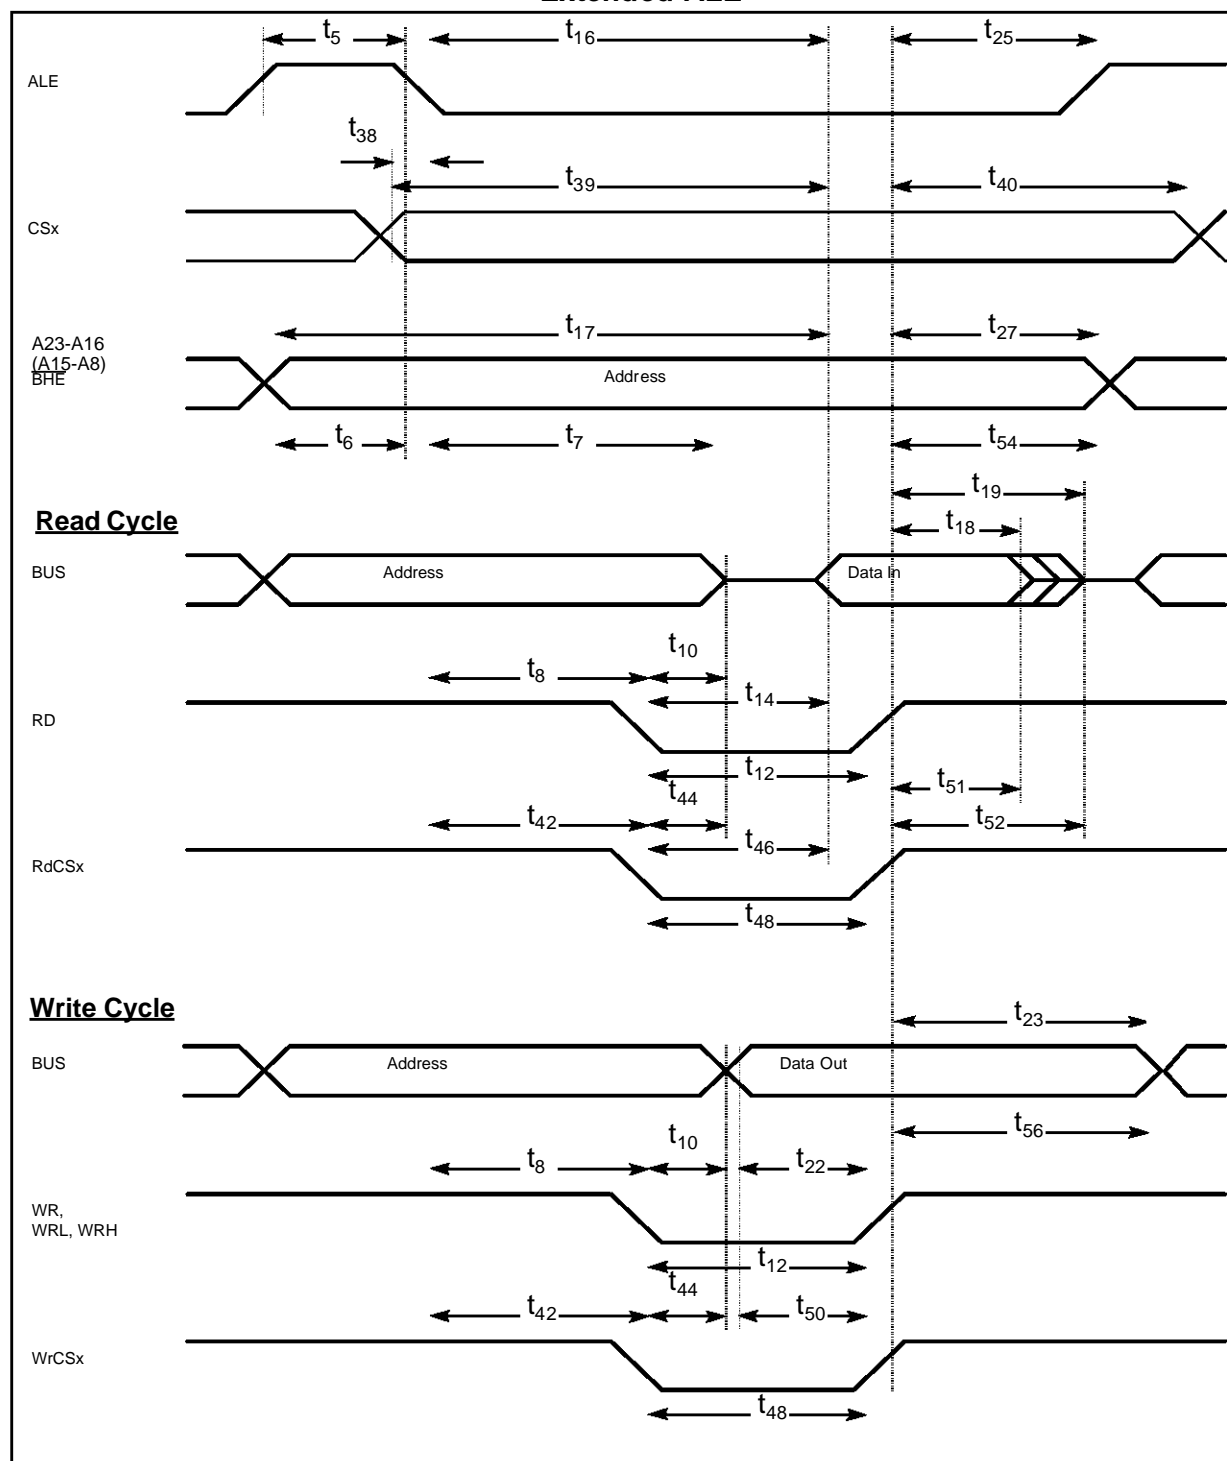 t5 t16 t25
ALE
t38
t39 t40
CSx
t17 t27
A23-A16
(A15-A8)
BHE
Address
t6 t7 t54
t19
Read Cycle
t18
BUS
Address
Data In
t10
t8
t14
RD
t12
t51
t44
t42
t52
t46
RdCSx
t48
Write Cycle
t23
BUS
Address
Data Out
t56
t10
t8
t22
WR,
WRL, WRH
t12
t44
t42
t50
WrCSx
t48